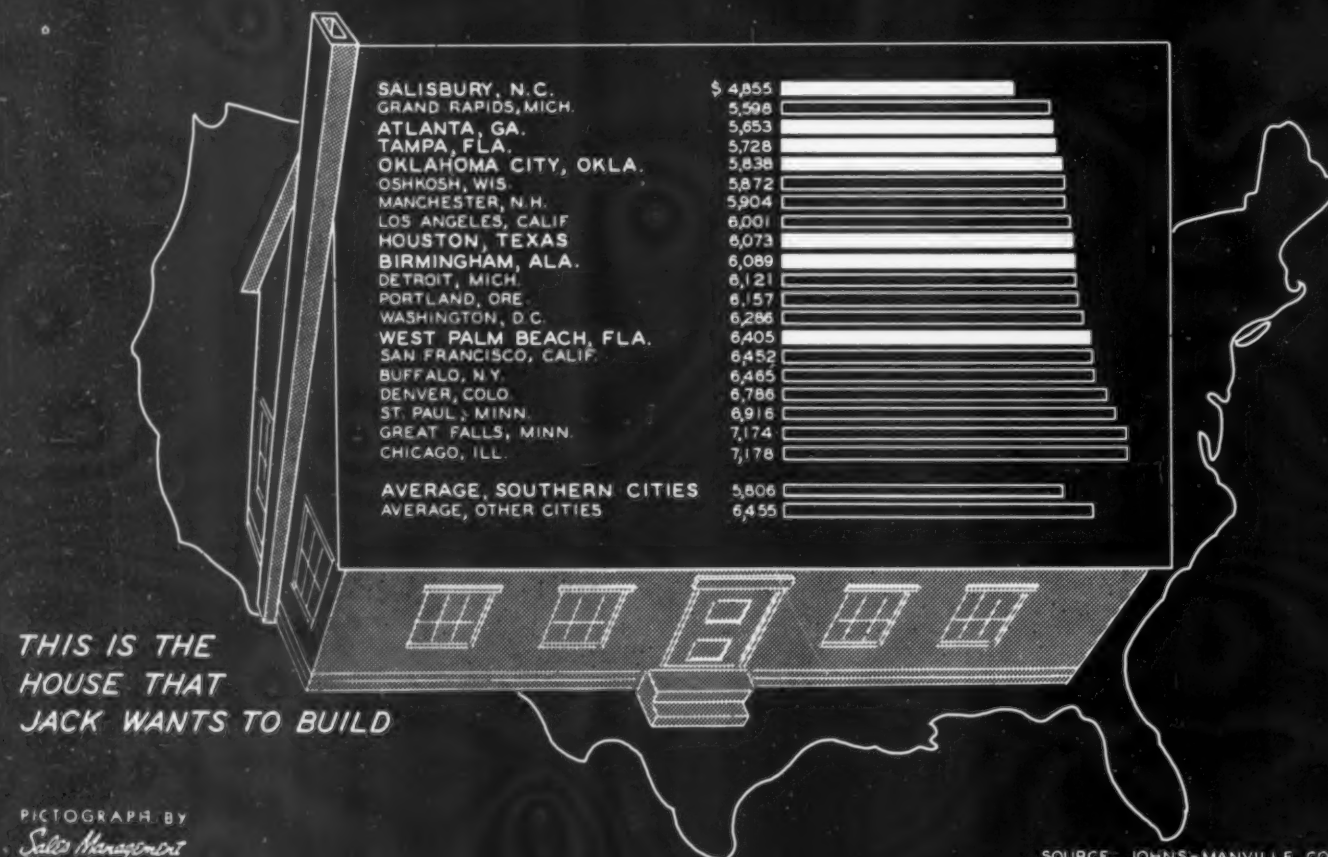 SALISBURY, N.C. $ 4,855
GRAND RAPIDS, MICH. 5,598
ATLANTA, GA. 5,653
TAMPA, FLA. 5,728
OKLAHOMA CITY, OKLA. 5,838
OSHKOSH, WIS. 5,872
MANCHESTER, N.H. 5,904
LOS ANGELES, CALIF 6,001
HOUSTON, TEXAS 6,073
BIRMINGHAM, ALA. 6,089
DETROIT, MICH. 6,121
PORTLAND, ORE. 6,157
WASHINGTON, D.C. 6,286
WEST PALM BEACH, FLA. 6,405
SAN FRANCISCO, CALIF. 6,452
BUFFALO, N.Y. 6,465
DENVER, COLO 6,786
ST. PAUL, MINN. 6,916
GREAT FALLS, MINN. 7,174
CHICAGO, ILL. 7,178
AVERAGE, SOUTHERN CITIES 5,806
AVERAGE, OTHER CITIES 6,455
THIS IS THE
HOUSE THAT
JACK WANTS TO BUILD
PICTOGRAPH BY
Sales Management
SOURCE: JOHNS-MANVILLE CO